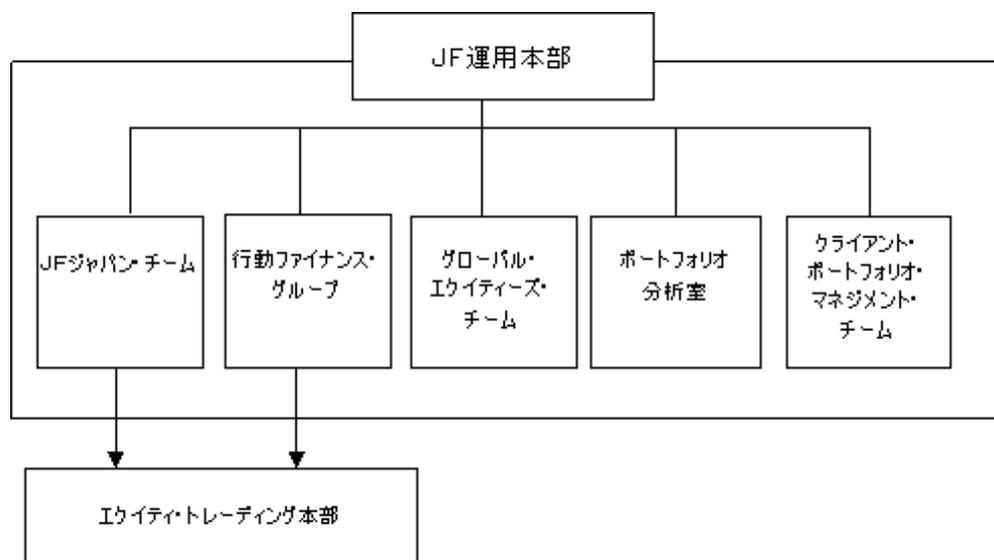 JF運用本部
JFジャパン・チーム
行動ファイナンス・
グループ
グローバル・
エクイティーズ・
チーム
ポートフォリオ
分析室
クライアント・
ポートフォリオ・
マネジメント・
チーム
エクイティ・トレーディング本部